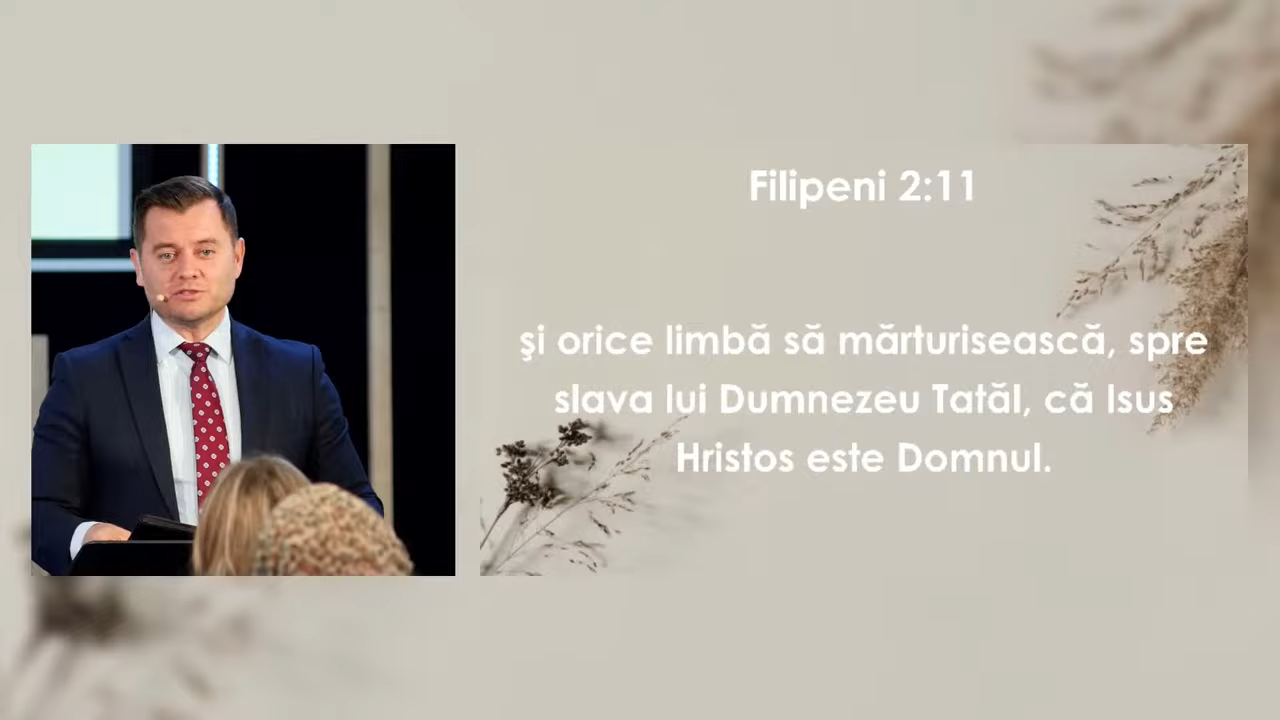 Filipeni 2:11
şi orice limbă să mărturisească, spre
slava lui Dumnezeu Tatăl, că Isus
Hristos este Domnul.